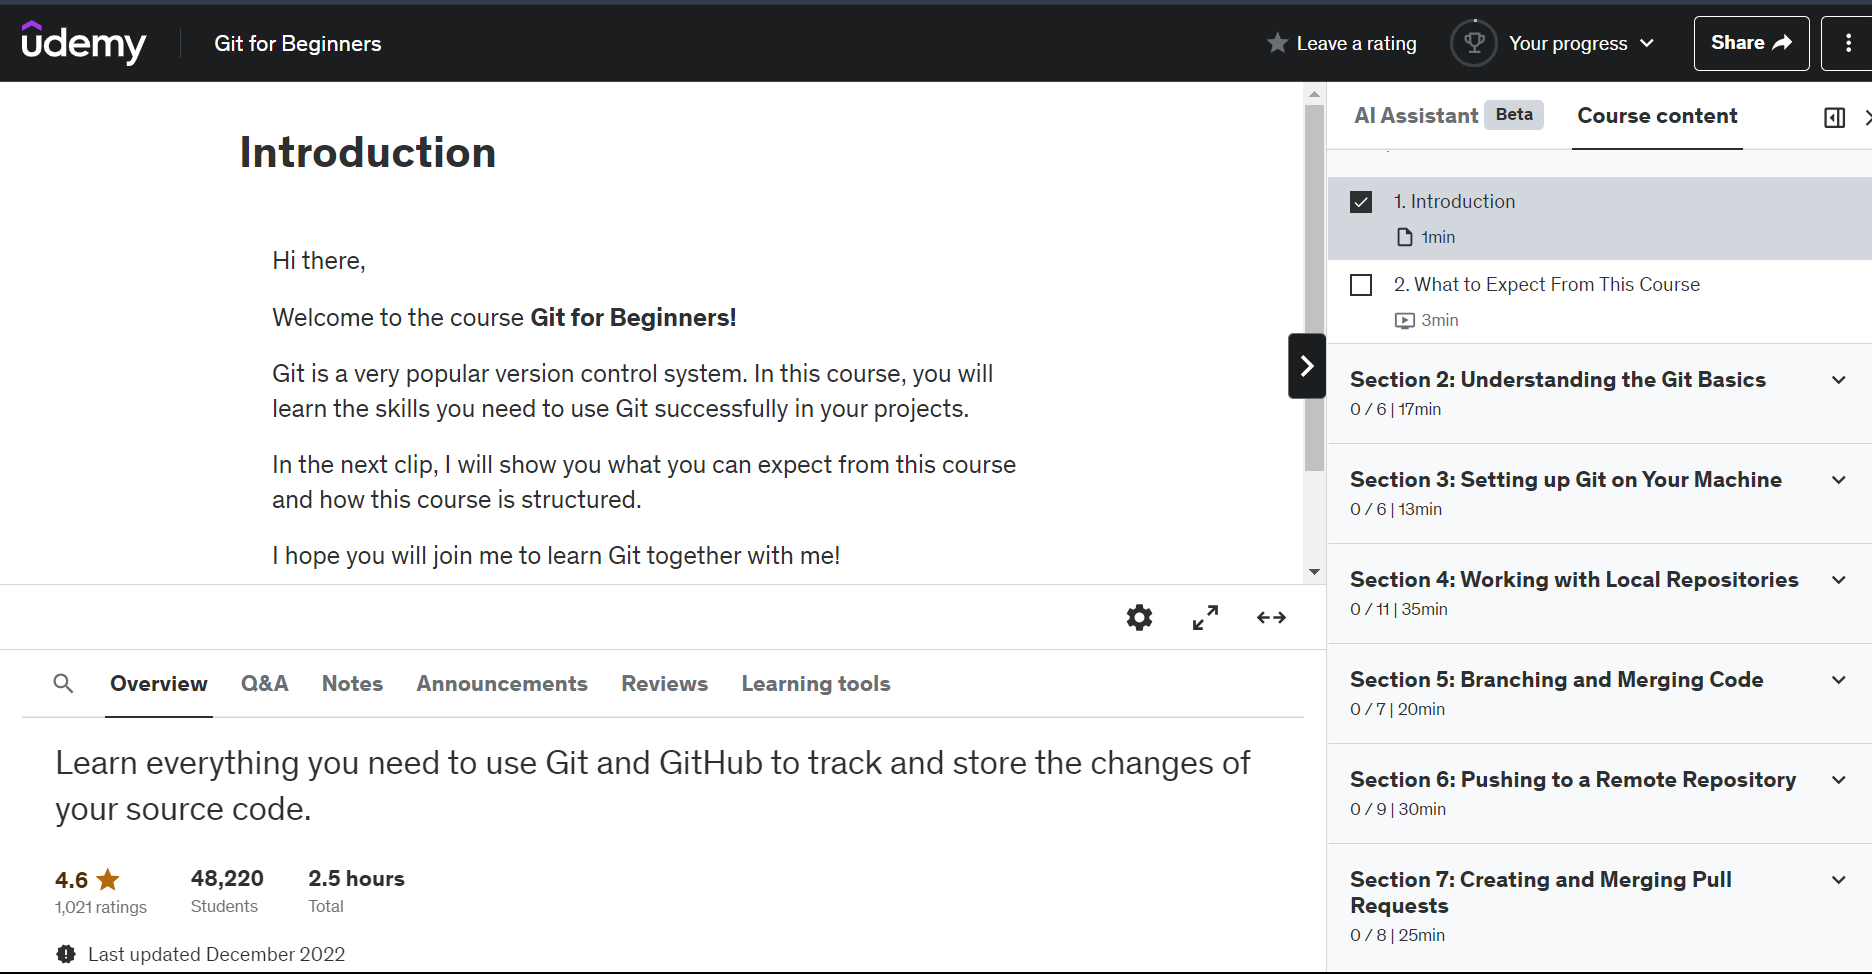 udemy
Git for Beginners
Leave a rating
Your progress
Share
Introduction
Hi there,
Welcome to the course Git for Beginners!
Git is a very popular version control system. In this course, you will
learn the skills you need to use Git successfully in your projects.
In the next clip, I will show you what you can expect from this course
and how this course is structured.
I hope you will join me to learn Git together with me!
Overview
Q&A
Notes
Announcements
Reviews
Learning tools
Learn everything you need to use Git and GitHub to track and store the changes of
your source code.
4.6
1,021 ratings
48,220
Students
2.5 hours
Total
Last updated December 2022
AI Assistant Beta
Course content
1. Introduction
1min
2. What to Expect From This Course
3min
Section 2: Understanding the Git Basics
0 / 6 | 17min
Section 3: Setting up Git on Your Machine
0 / 6 | 13min
Section 4: Working with Local Repositories
0 / 11 | 35min
Section 5: Branching and Merging Code
0 / 7 | 20min
Section 6: Pushing to a Remote Repository
0 / 9 | 30min
Section 7: Creating and Merging Pull
Requests
0 / 8 | 25min